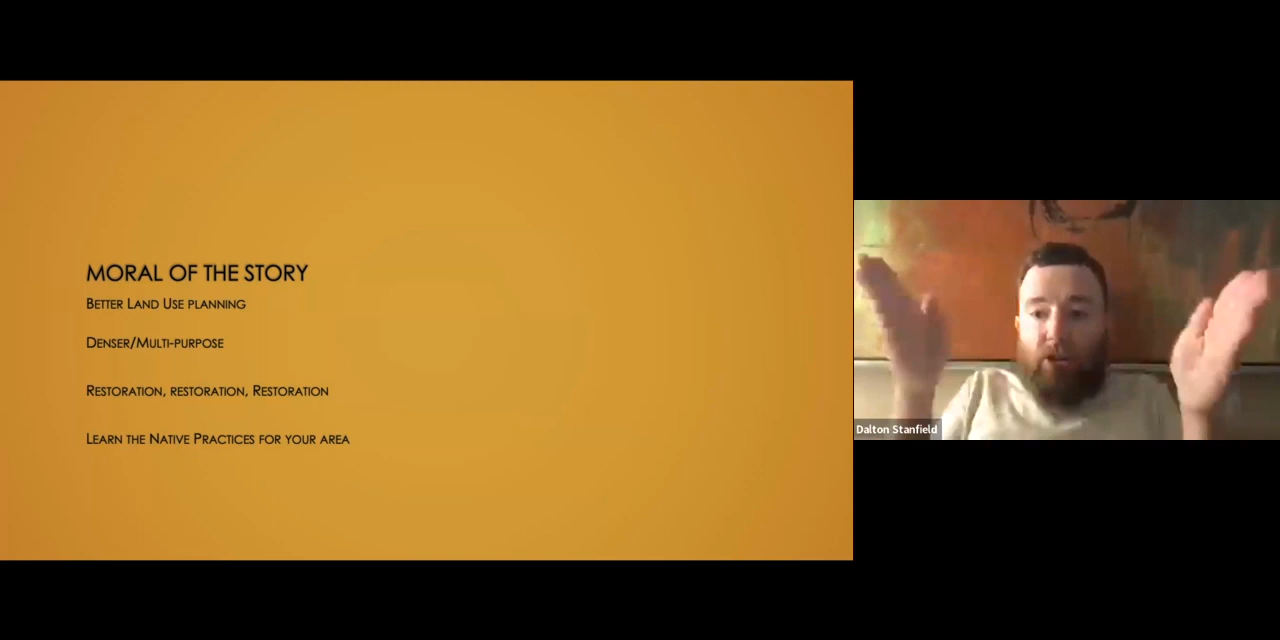 MORAL OF THE STORY
BETTER LAND USE PLANNING
DENSER/MULTI-PURPOSE
RESTORATION, RESTORATION, RESTORATION
LEARN THE NATIVE PRACTICES FOR YOUR AREA
Dalton Stanfield